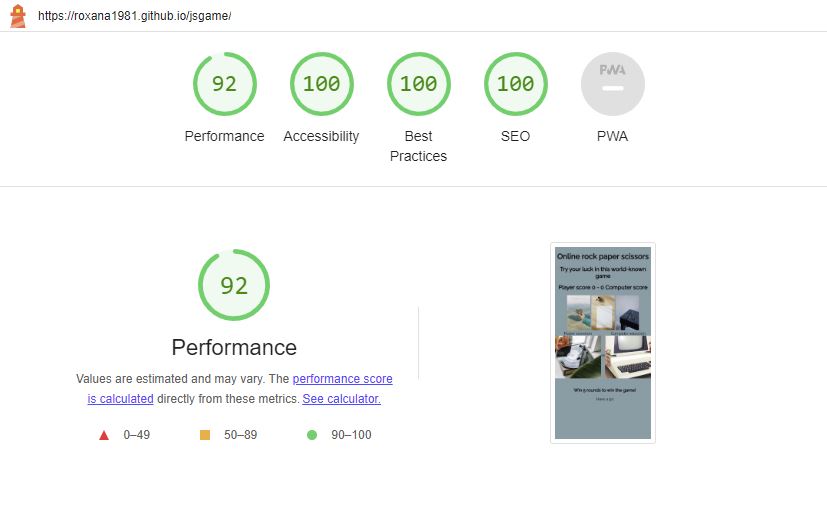 https://roxana1981.github.io/jsgame/
92
100
100
100
PWA
Performance
Accessibility
Best
Practices
SEO
PWA
92
Performance
Values are estimated and may vary. The performance score
is calculated directly from these metrics. See calculator.
0–49
50–89
90–100
Online rock paper scissors
Try your luck in this world-known
game
Player score 0 - 0 Computer score
Win 5 rounds to win the game!